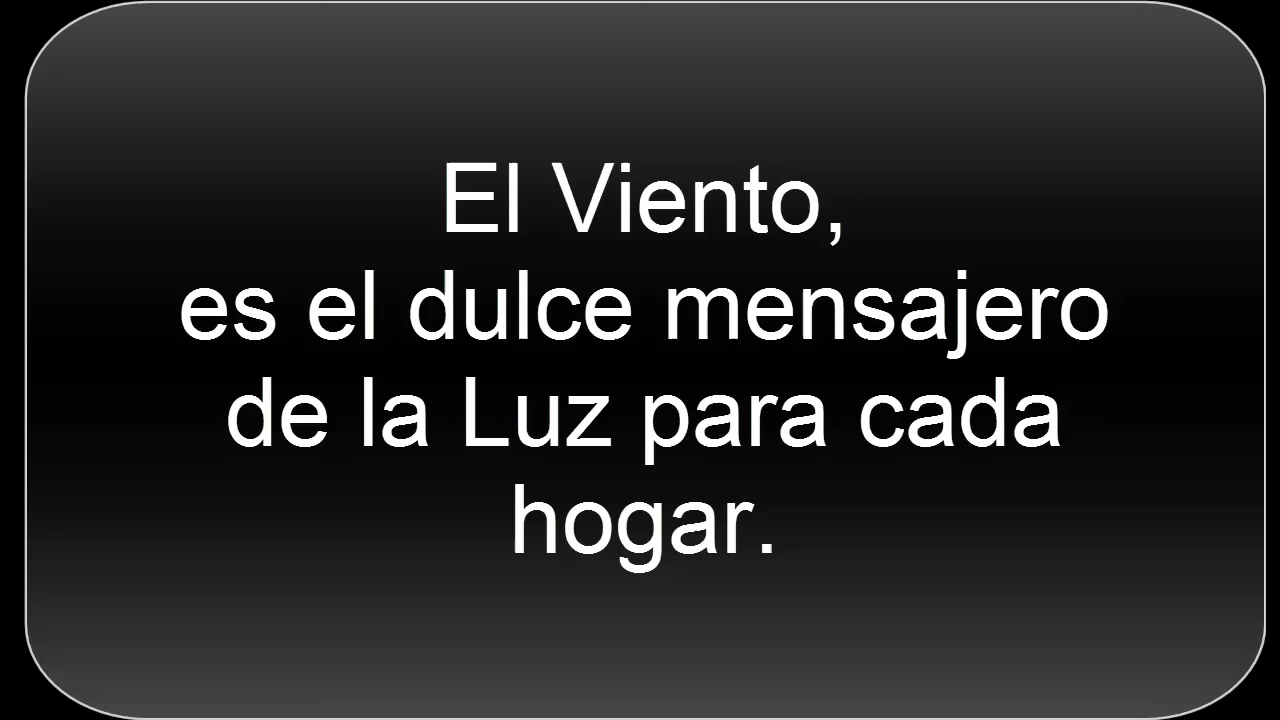 El Viento,
es el dulce mensajero
de la Luz para cada
hogar.